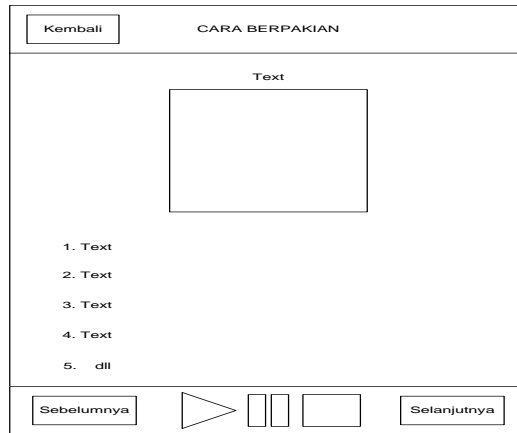 Kembali
CARA BERPAKIAN
Text
1. Text
2. Text
3. Text
4. Text
5. dll
Sebelumnya
Selanjutnya